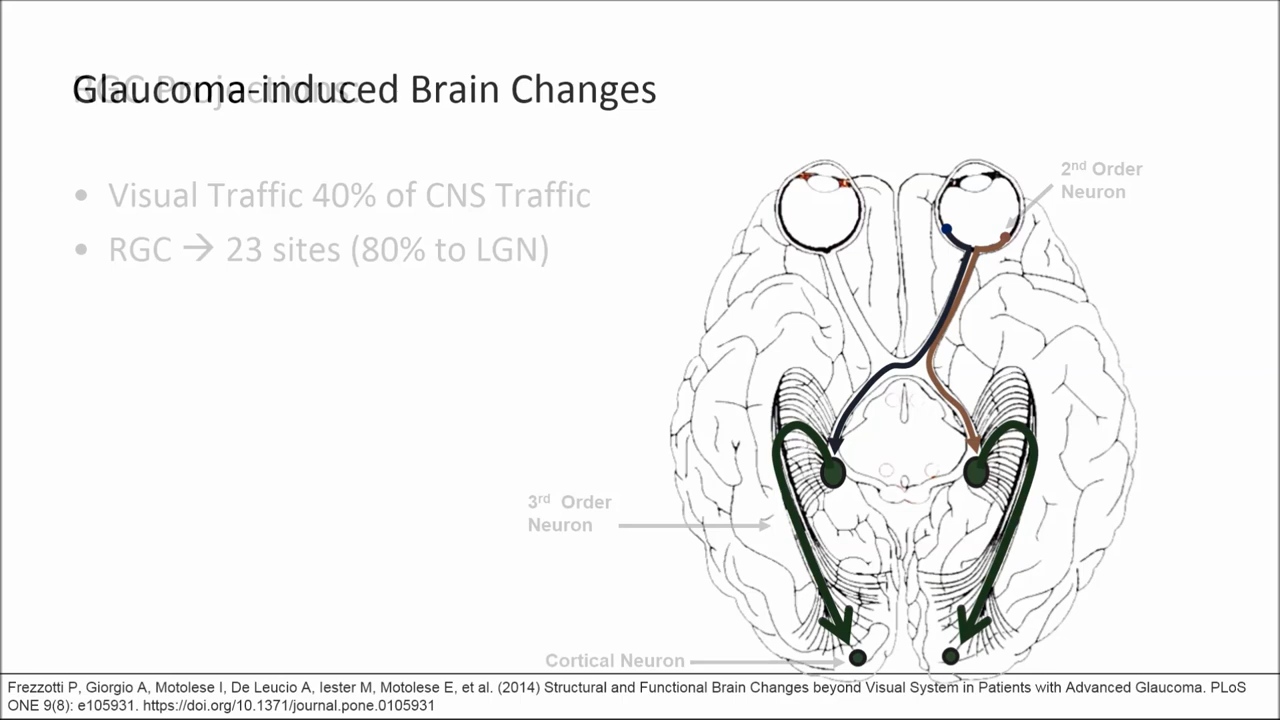 Glaucoma-induced Brain Changes
RGC Projections
• Visual Traffic 40% of CNS Traffic
• RGC → 23 sites (80% to LGN)
2nd Order
Neuron
3rd Order
Neuron
Cortical Neuron
Frezzotti P, Giorgio A, Motolese I, De Leucio A, Iester M, Motolese E, et al. (2014) Structural and Functional Brain Changes beyond Visual System in Patients with Advanced Glaucoma. PLoS
ONE 9(8): e105931. https://doi.org/10.1371/journal.pone.0105931